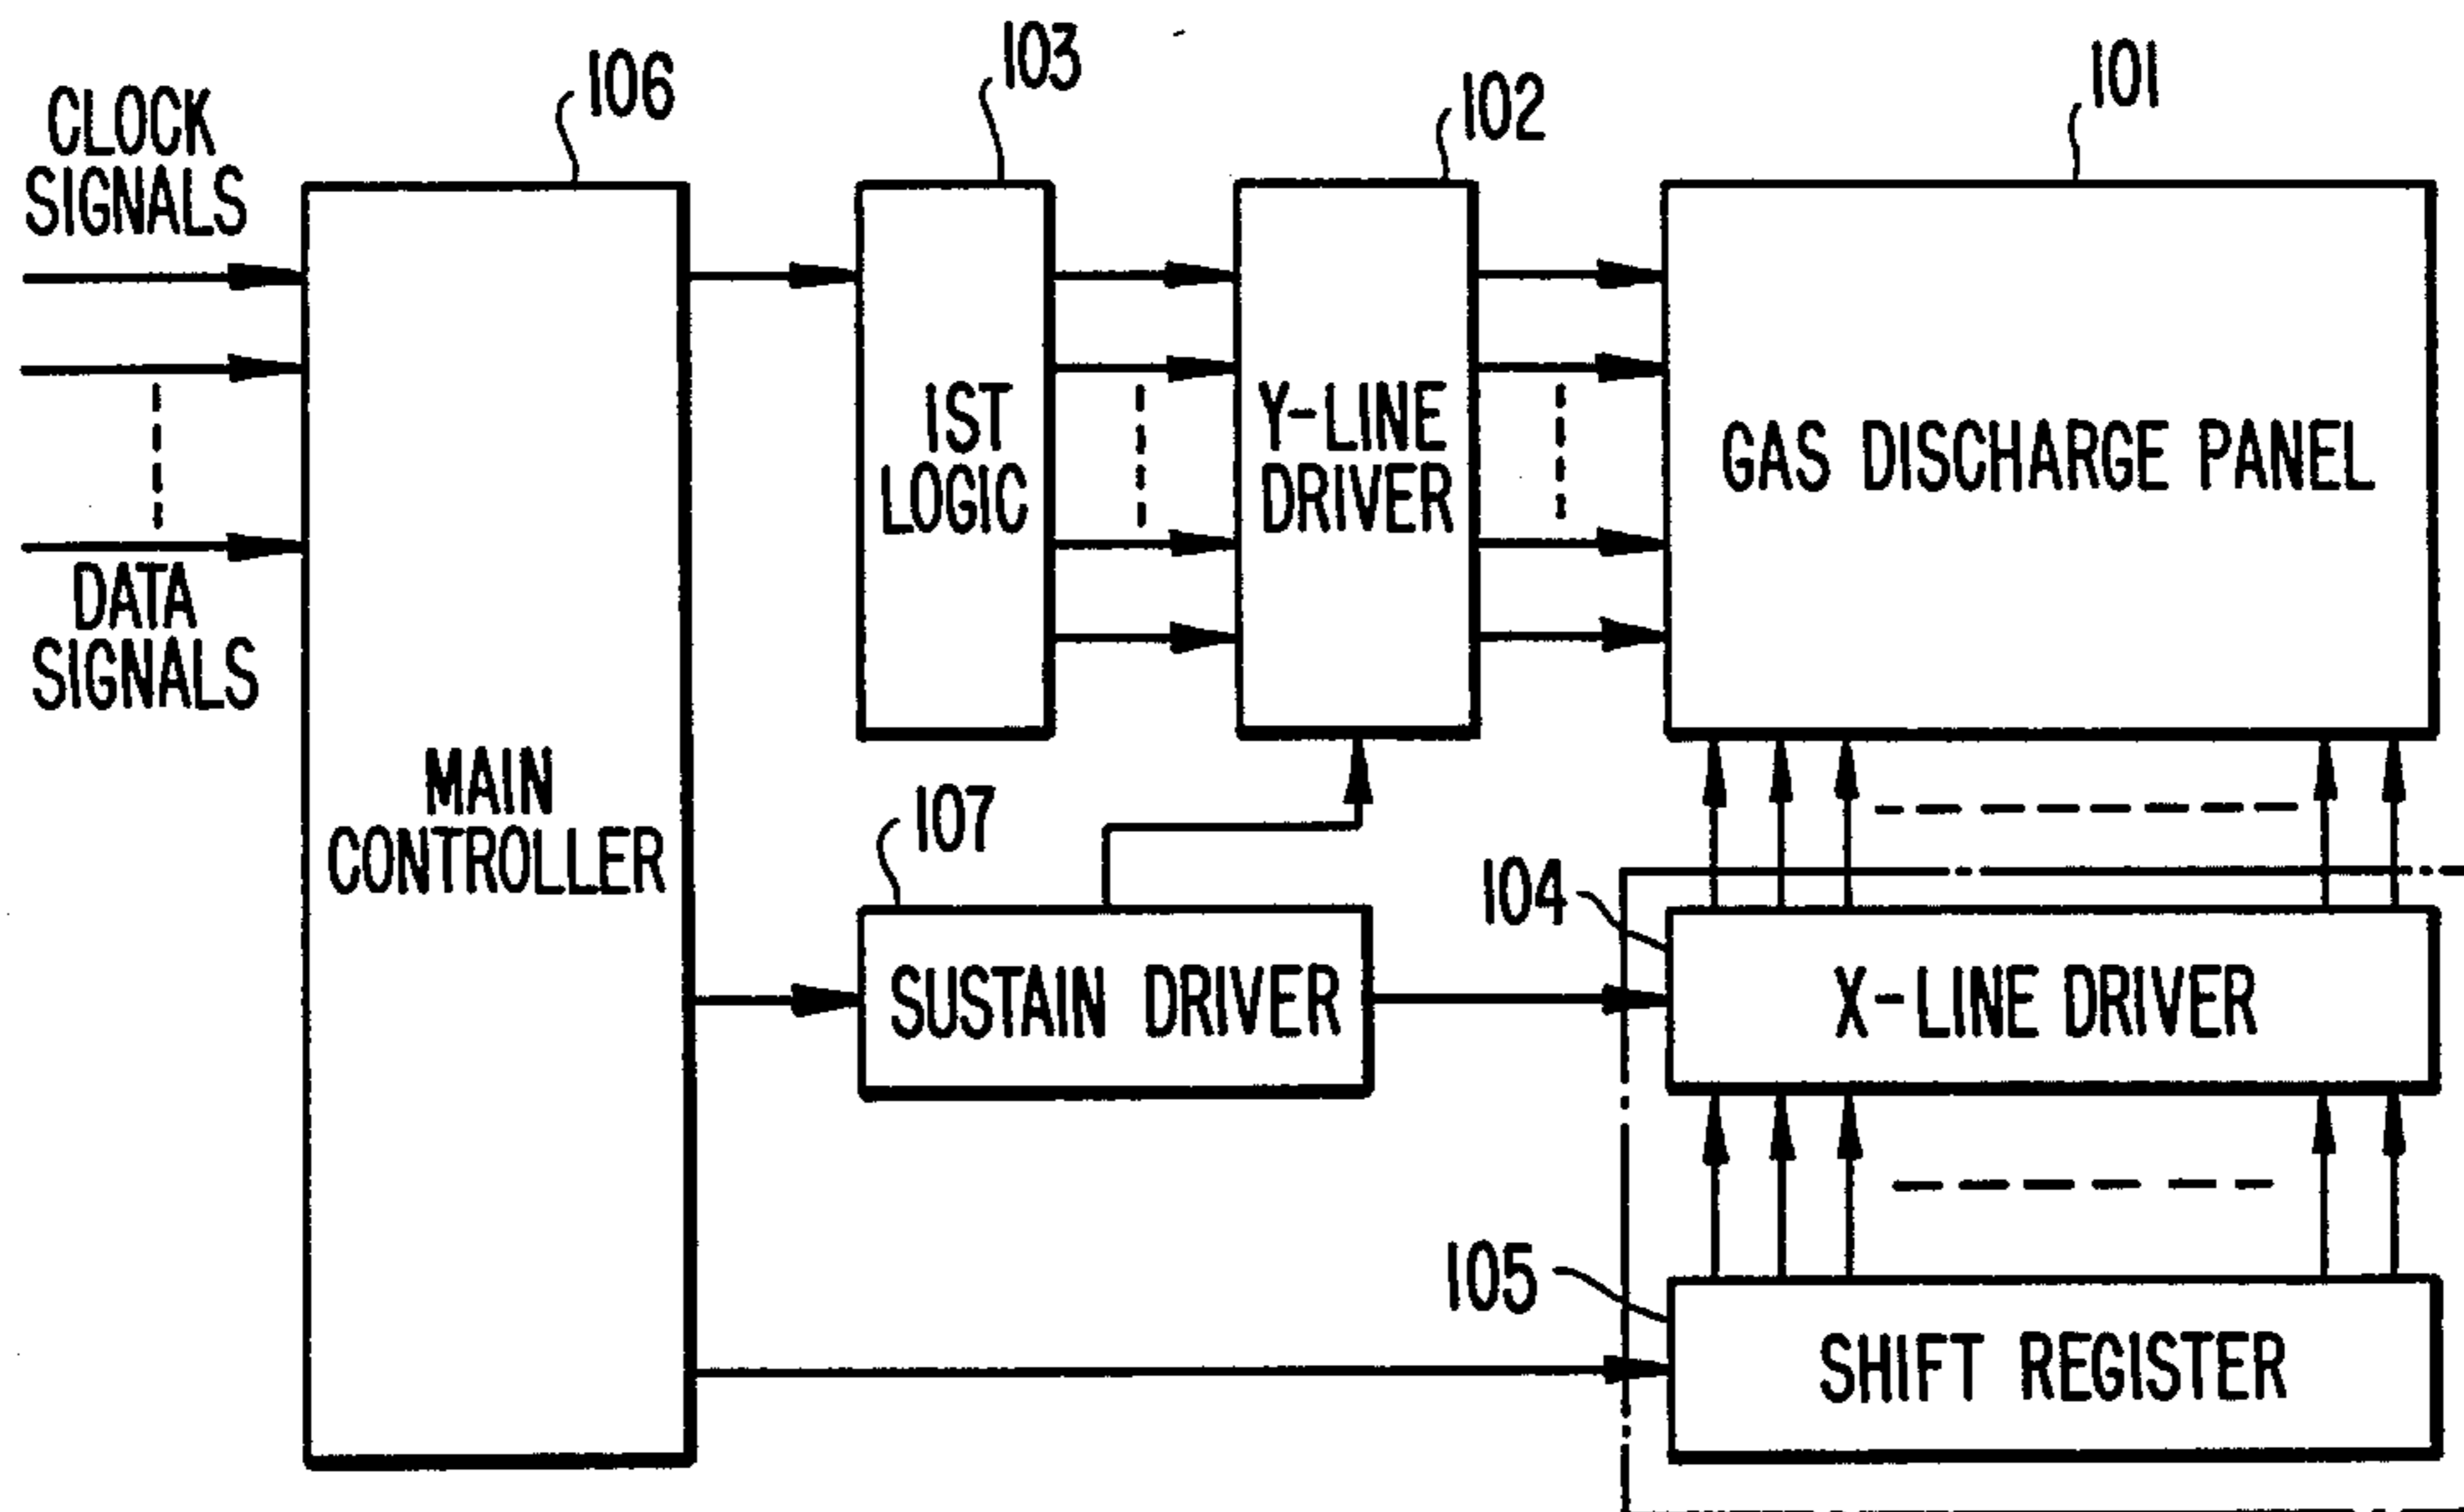 CLOCK
SIGNALS
DATA
SIGNALS
106
MAIN
CONTROLLER
103
1ST
LOGIC
102
Y-LINE
DRIVER
101
GAS DISCHARGE PANEL
107
SUSTAIN DRIVER
104
X-LINE DRIVER
105
SHIFT REGISTER